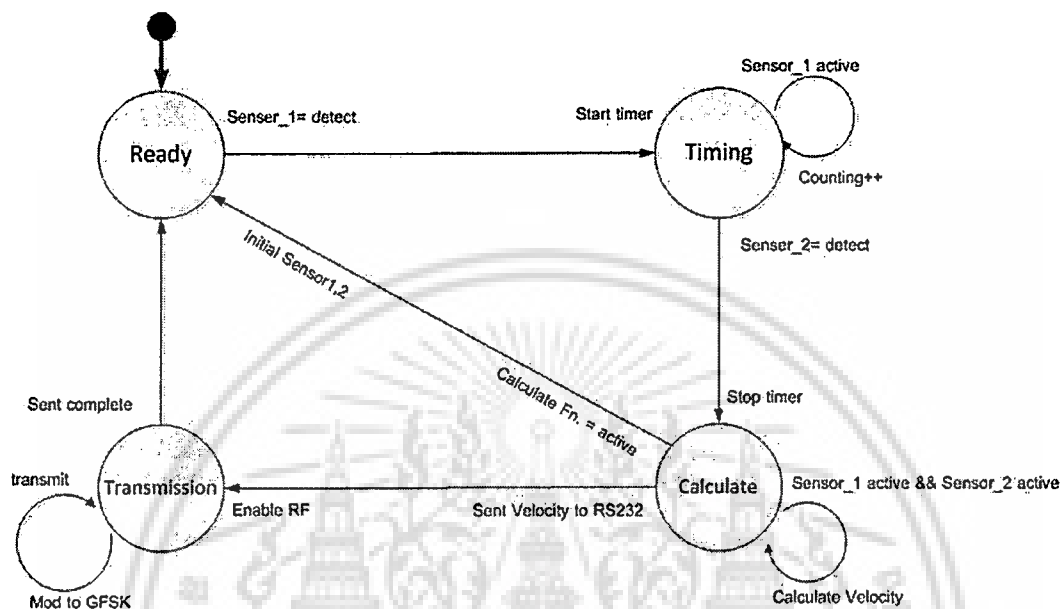 Sensor_1 active
Senser_1= detect
Start timer
Ready
Timing
Counting++
Senser_2= detect
Initial Sensor1,2
Calculate Fn. = active
Stop timer
Sent complete
transmit
Transmission
Calculate
Sensor_1 active && Sensor_2 active
Enable RF
Sent Velocity to RS232
Mod to GFSK
Calculate Velocity